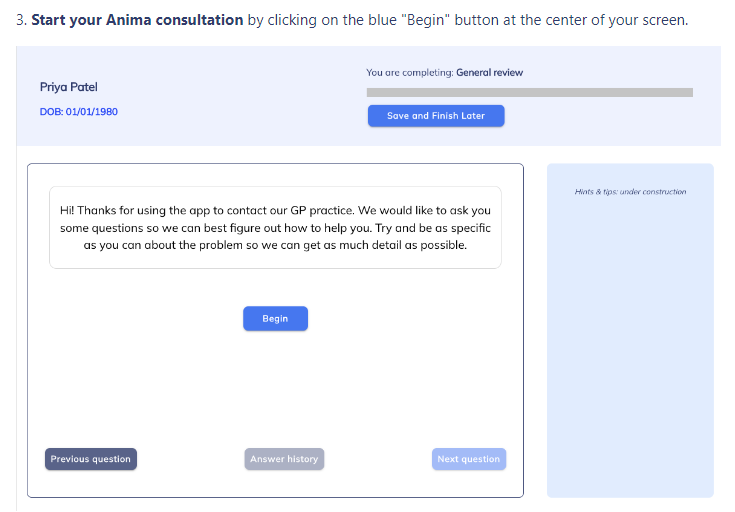 3. Start your Anima consultation by clicking on the blue "Begin" button at the center of your screen.
Priya Patel
DOB: 01/01/1980
You are completing: General review
Save and Finish Later
Hi! Thanks for using the app to contact our GP practice. We would like to ask you
some questions so we can best figure out how to help you. Try and be as specific
as you can about the problem so we can get as much detail as possible.
Begin
Previous question
Answer history
Next question
Hints & tips: under construction